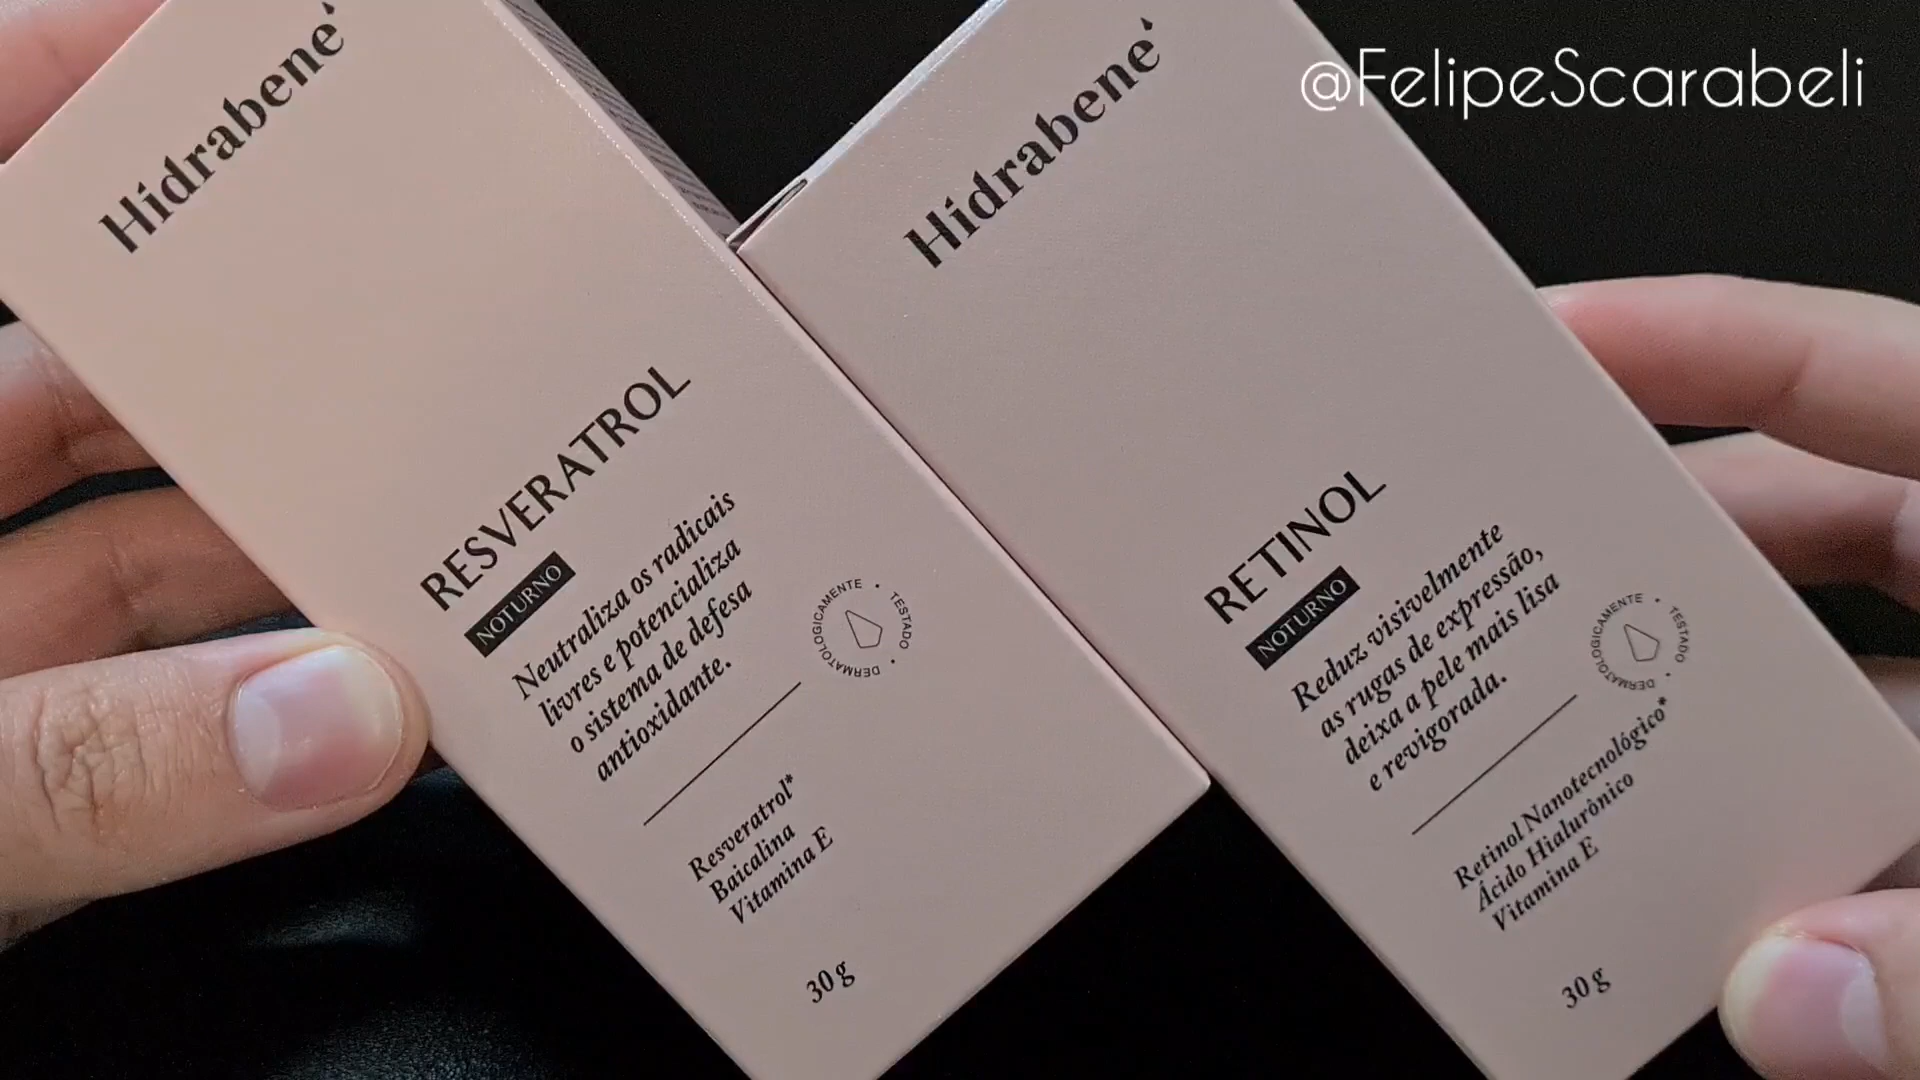 @FelipeScarabeli
Hidrabene
RESVERATROL
NOTURNO
Neutraliza os radicais
livres e potencializa
o sistema de defesa
antioxidante.
DERMATOLOGICAMENTE • TESTADO •
Resveratrol*
Baicalina
Vitamina E
30 g
Hidrabene
RETINOL
NOTURNO
Reduz visivelmente
as rugas de expressão,
deixa a pele mais lisa
e revigorada.
DERMATOLOGICAMENTE • TESTADO •
Retinol Nanotecnológico*
Ácido Hialurônico
Vitamina E
30 g